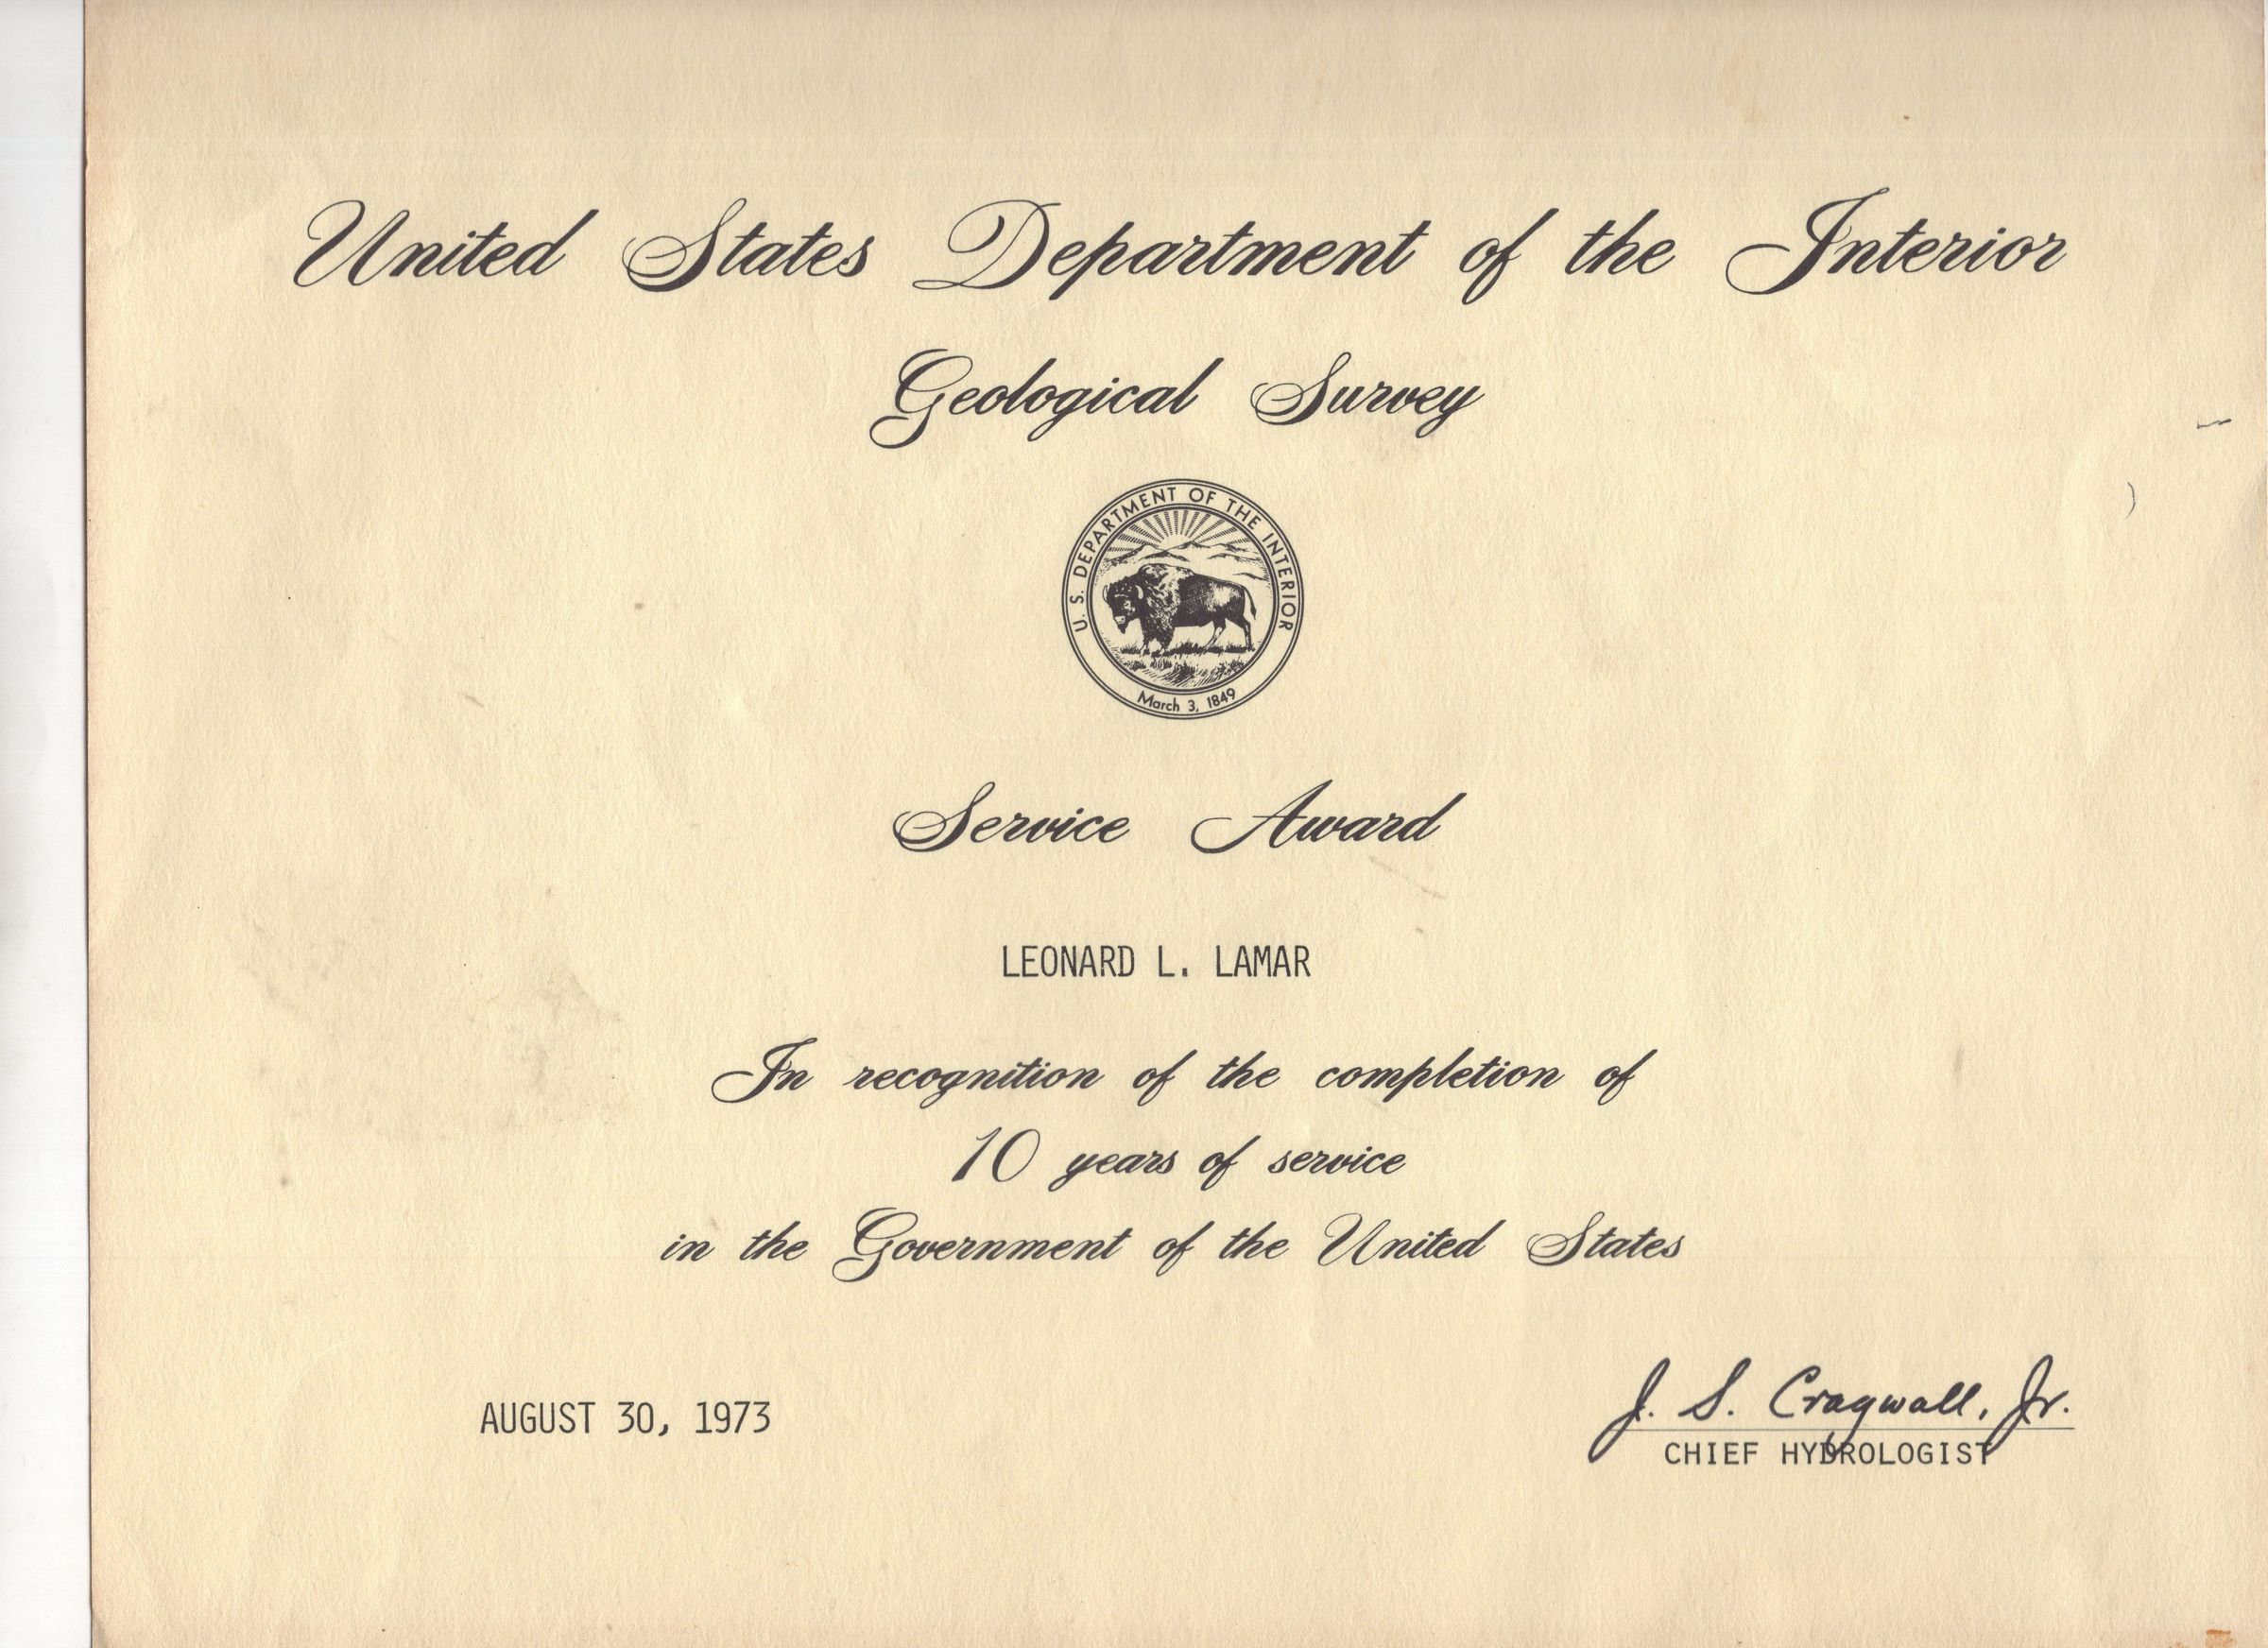 United States Department of the Interior
Geological Survey
U. S. DEPARTMENT OF THE INTERIOR
March 3, 1849
Service Award
LEONARD L. LAMAR
In recognition of the completion of
10 years of service
in the Government of the United States
AUGUST 30, 1973
J. S. Cragwall, Jr.
CHIEF HYDROLOGIST